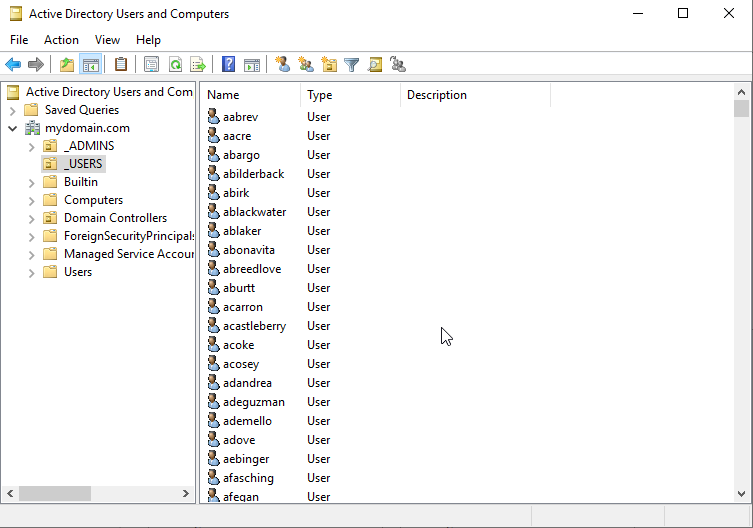 Active Directory Users and Computers
File Action View Help
Active Directory Users and Com
Saved Queries
mydomain.com
_ADMINS
_USERS
Builtin
Computers
Domain Controllers
ForeignSecurityPrincipals
Managed Service Accour
Users
Name Type Description
aabrev User
aacre User
abargo User
abilderback User
abirk User
ablackwater User
ablaker User
abonavita User
abreedlove User
aburtt User
acarron User
acastleberry User
acoke User
acosey User
adandrea User
adeguzman User
ademello User
adove User
aebinger User
afasching User
afegan User